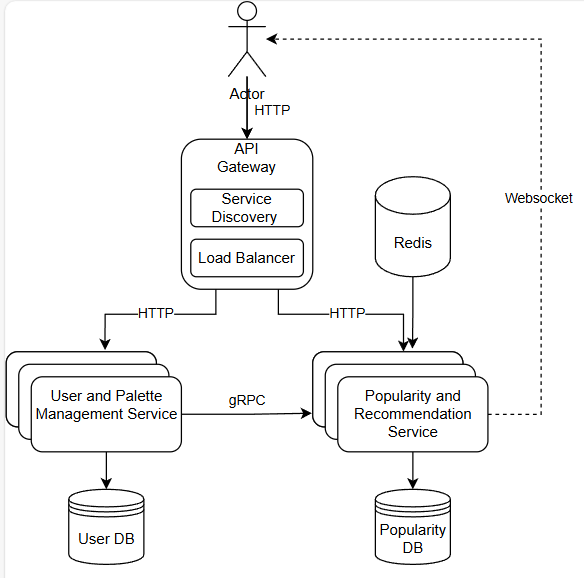 Actor
HTTP
API
Gateway
Service
Discovery
Load Balancer
Redis
Websocket
HTTP
HTTP
User and Palette
Management Service
gRPC
Popularity and
Recommendation
Service
User DB
Popularity
DB